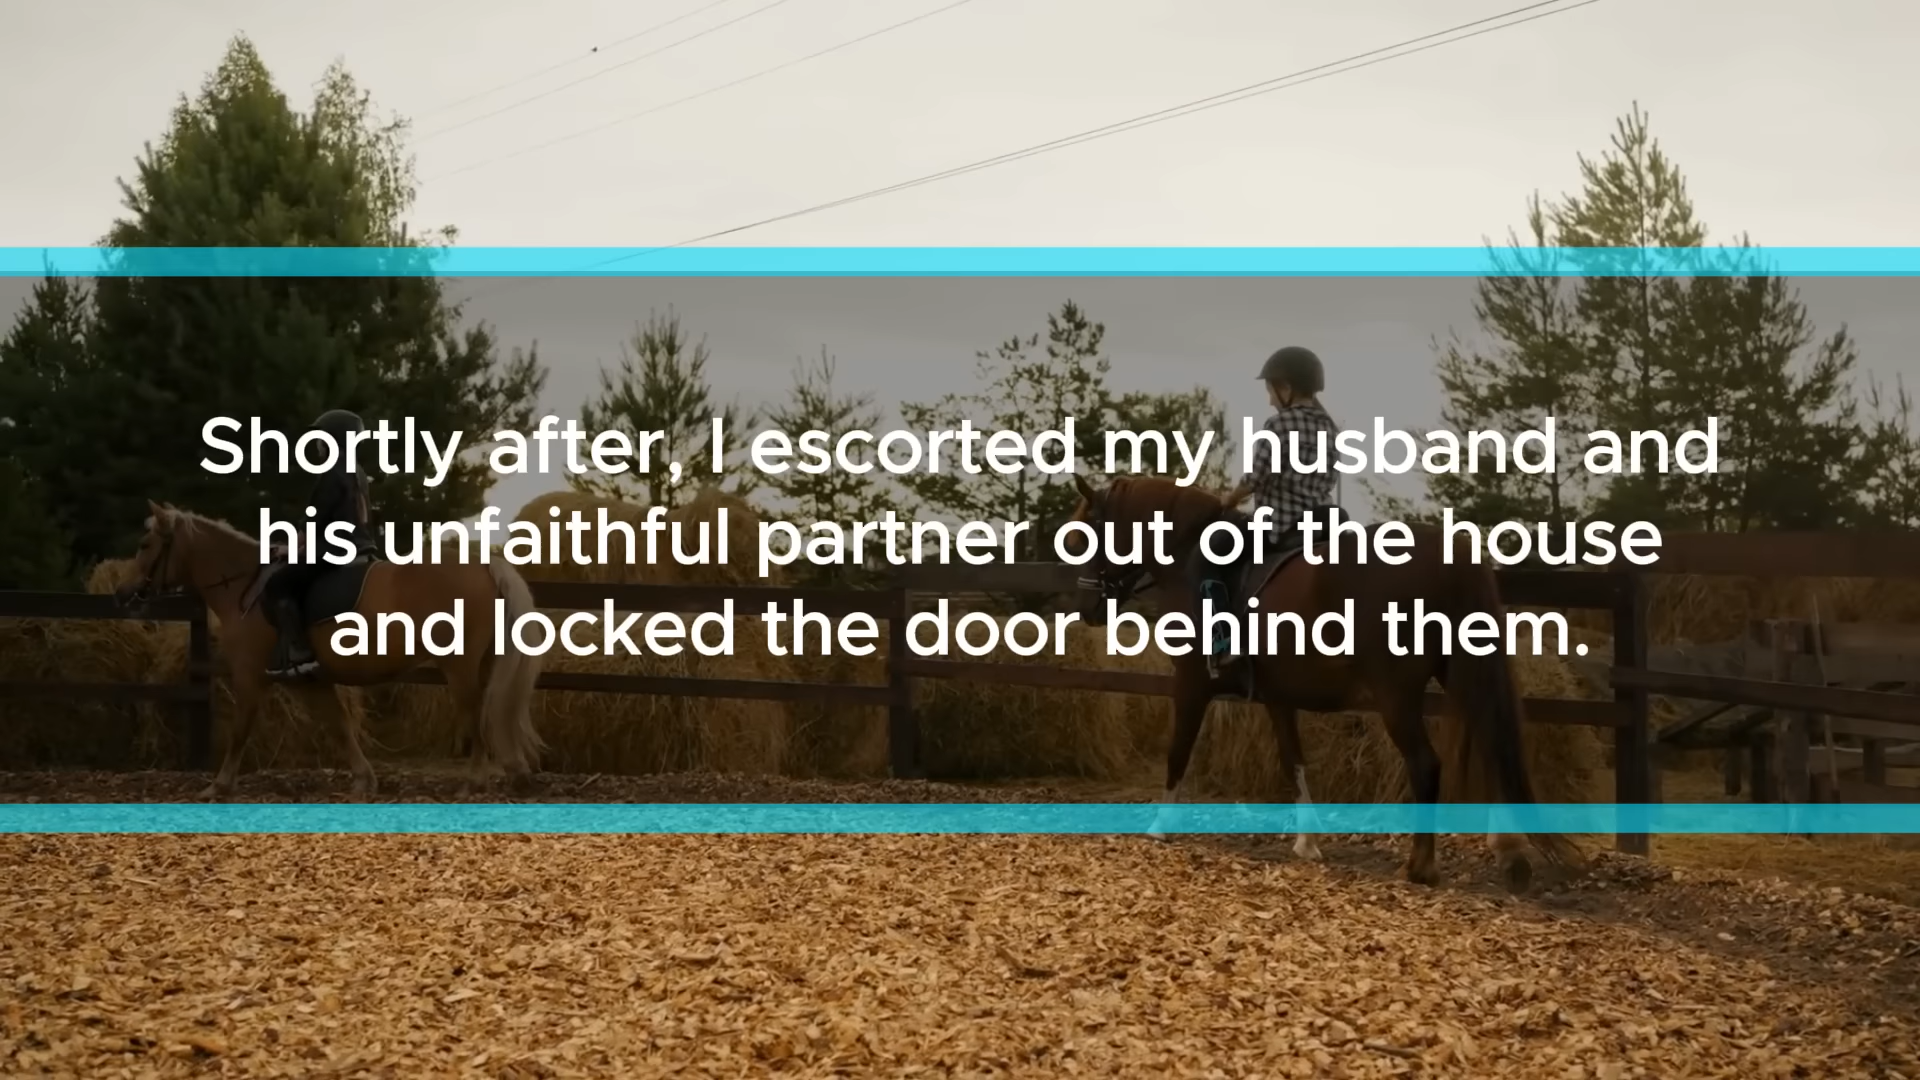 Shortly after, I escorted my husband and
his unfaithful partner out of the house
and locked the door behind them.